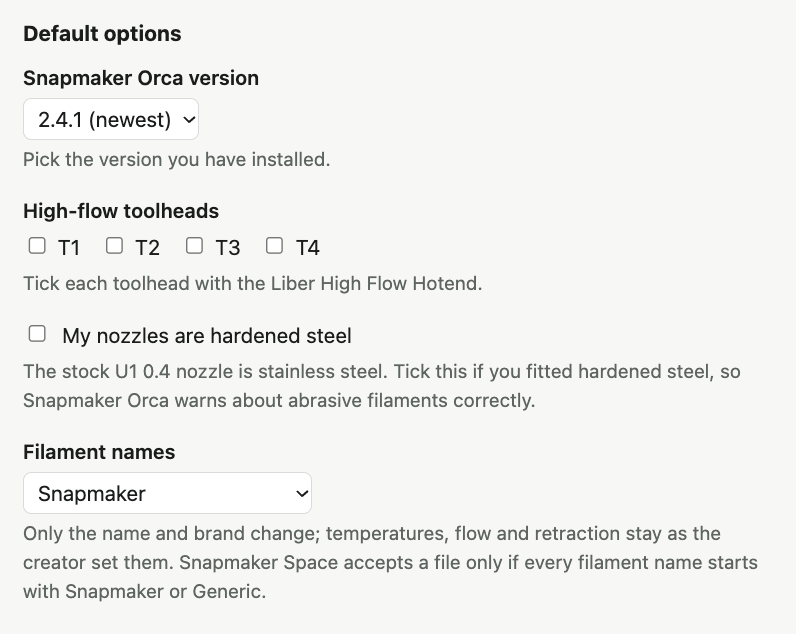 Default options
Snapmaker Orca version
2.4.1 (newest)
Pick the version you have installed.
High-flow toolheads
T1 T2 T3 T4
Tick each toolhead with the Liber High Flow Hotend.
My nozzles are hardened steel
The stock U1 0.4 nozzle is stainless steel. Tick this if you fitted hardened steel, so
Snapmaker Orca warns about abrasive filaments correctly.
Filament names
Snapmaker
Only the name and brand change; temperatures, flow and retraction stay as the
creator set them. Snapmaker Space accepts a file only if every filament name starts
with Snapmaker or Generic.